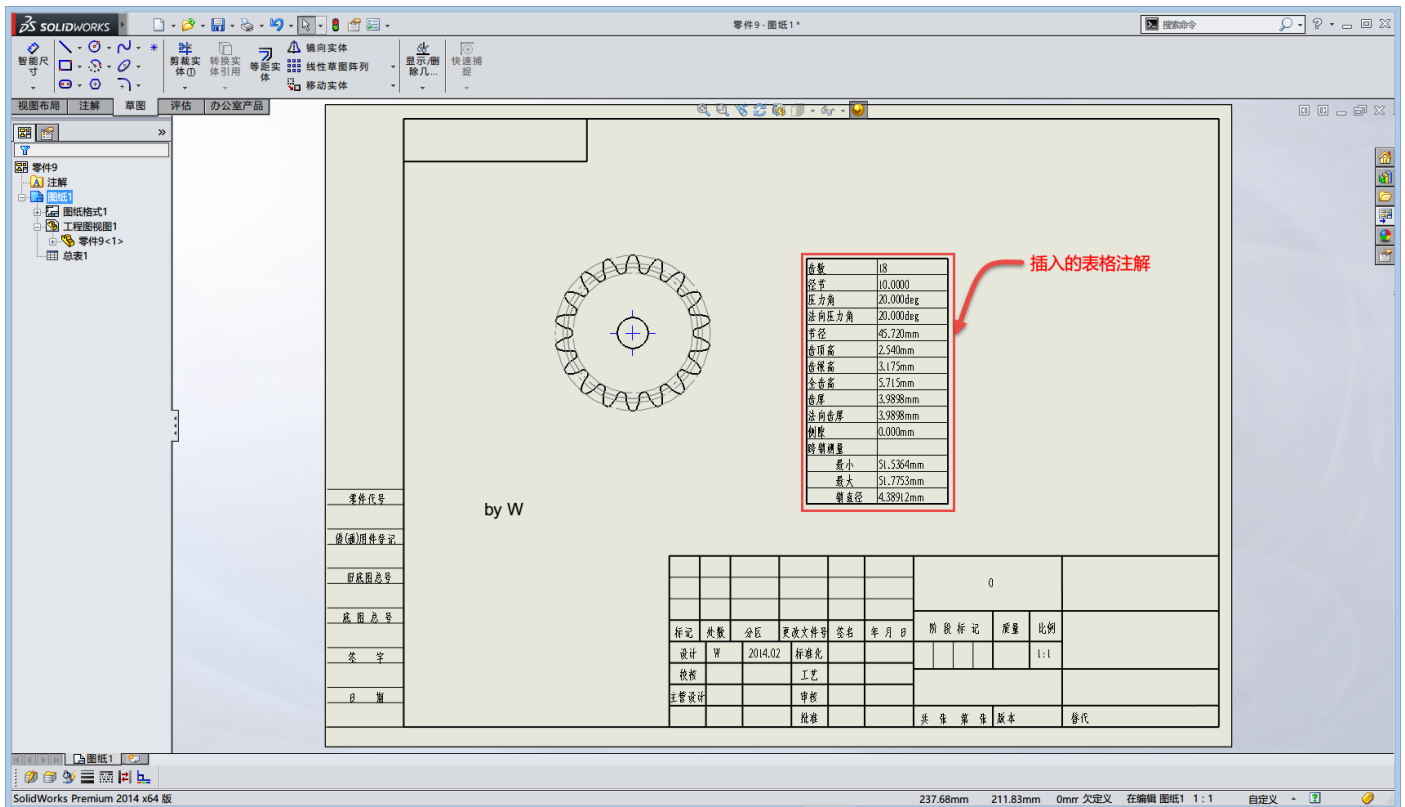 SOLIDWORKS
零件9 - 图纸1 *
搜索命令
智能尺寸
剪裁实体(I)
转换实体引用
等距实体
镜向实体
线性草图阵列
移动实体
显示/删除几...
快速捕捉
视图布局 注解 草图 评估 办公室产品
零件9
注解
图纸1
图纸格式1
工程图视图1
零件9<1>
总表1
插入的表格注解
齿数 18
径节 10.0000
压力角 20.000deg
法向压力角 20.000deg
节径 45.720mm
齿顶高 2.540mm
齿根高 3.175mm
全齿高 5.715mm
齿厚 3.9898mm
法向齿厚 3.9898mm
侧隙 0.000mm
跨销测量
最小 51.5364mm
最大 51.7753mm
销直径 4.38912mm
by W
零件代号
借(通)用件登记
旧底图总号
底图总号
签字
日期
0
标记 处数 分区 更改文件号 签名 年月日 阶段标记 质量 比例
设计 W 2014.02 标准化 1:1
校核 工艺
主管设计 审核
批准 共 张 第 张 版本 替代
图纸1
SolidWorks Premium 2014 x64 版
237.68mm 211.83mm 0mm 欠定义 在编辑 图纸1 1 : 1 自定义